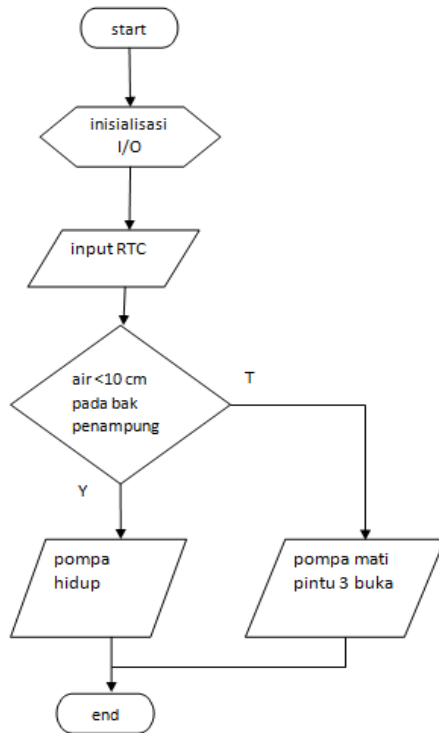 start
inisialisasi
I/O
input RTC
air <10 cm
pada bak
penampung
T
Y
pompa
hidup
pompa mati
pintu 3 buka
end